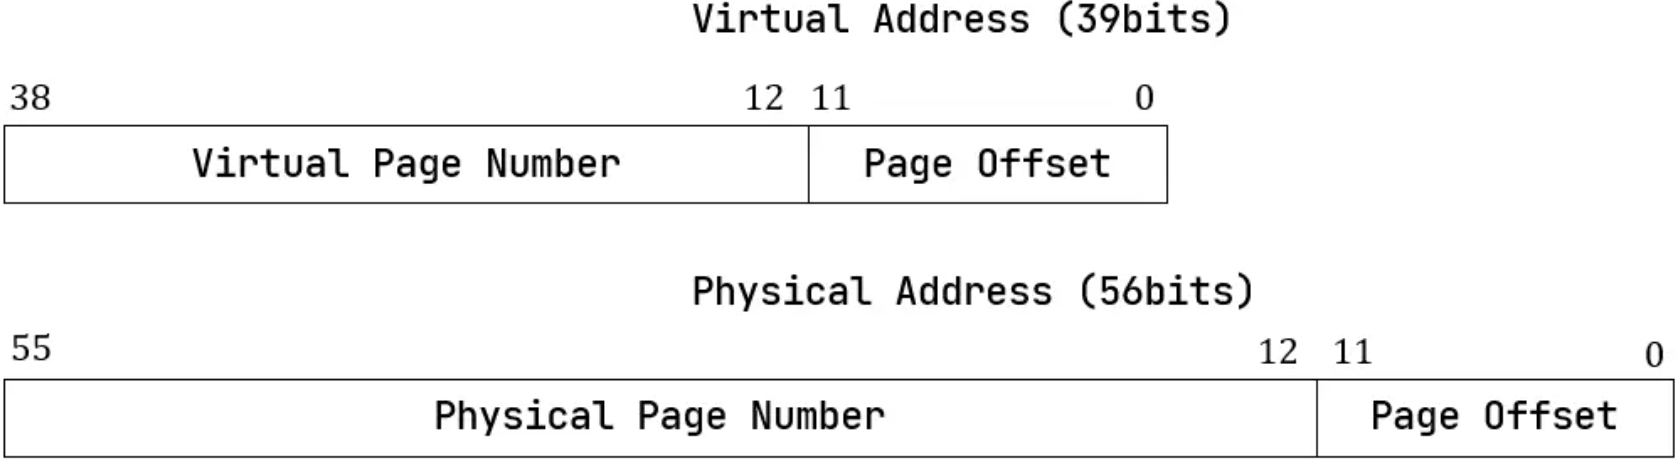 Virtual Address (39bits)
38 12 11 0
Virtual Page Number Page Offset
Physical Address (56bits)
55 12 11 0
Physical Page Number Page Offset